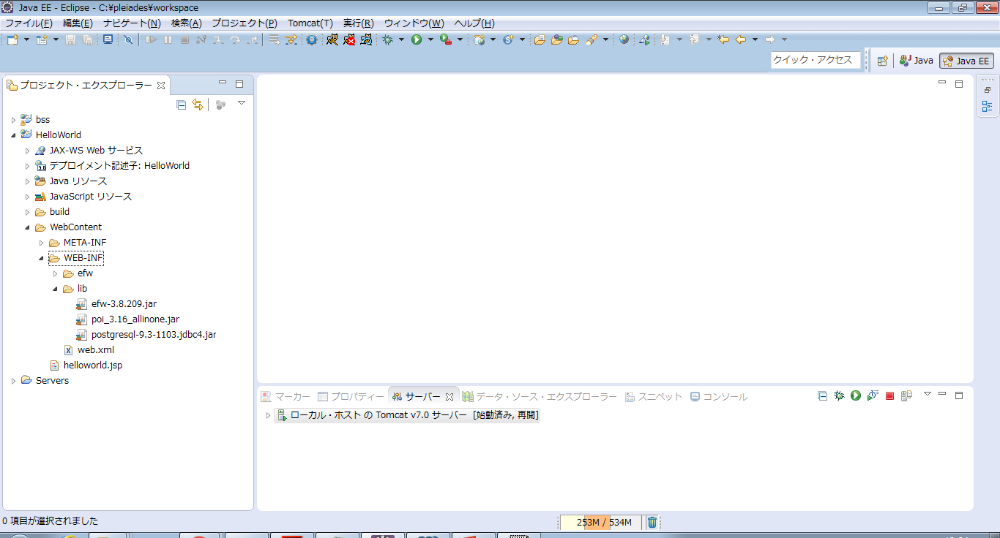 Java EE - Eclipse - C:¥pleiades¥workspace
ファイル(F) 編集(E) ナビゲート(N) 検索(A) プロジェクト(P) Tomcat(T) 実行(R) ウィンドウ(W) ヘルプ(H)
クイック・アクセス Java Java EE
プロジェクト・エクスプローラー
bss
HelloWorld
JAX-WS Web サービス
デプロイメント記述子: HelloWorld
Java リソース
JavaScript リソース
build
WebContent
META-INF
WEB-INF
efw
lib
efw-3.8.209.jar
poi_3.16_allinone.jar
postgresql-9.3-1103.jdbc4.jar
web.xml
helloworld.jsp
Servers
マーカー プロパティー サーバー データ・ソース・エクスプローラー スニペット コンソール
ローカル・ホスト の Tomcat v7.0 サーバー [始動済み, 再開]
0 項目が選択されました
253M / 534M